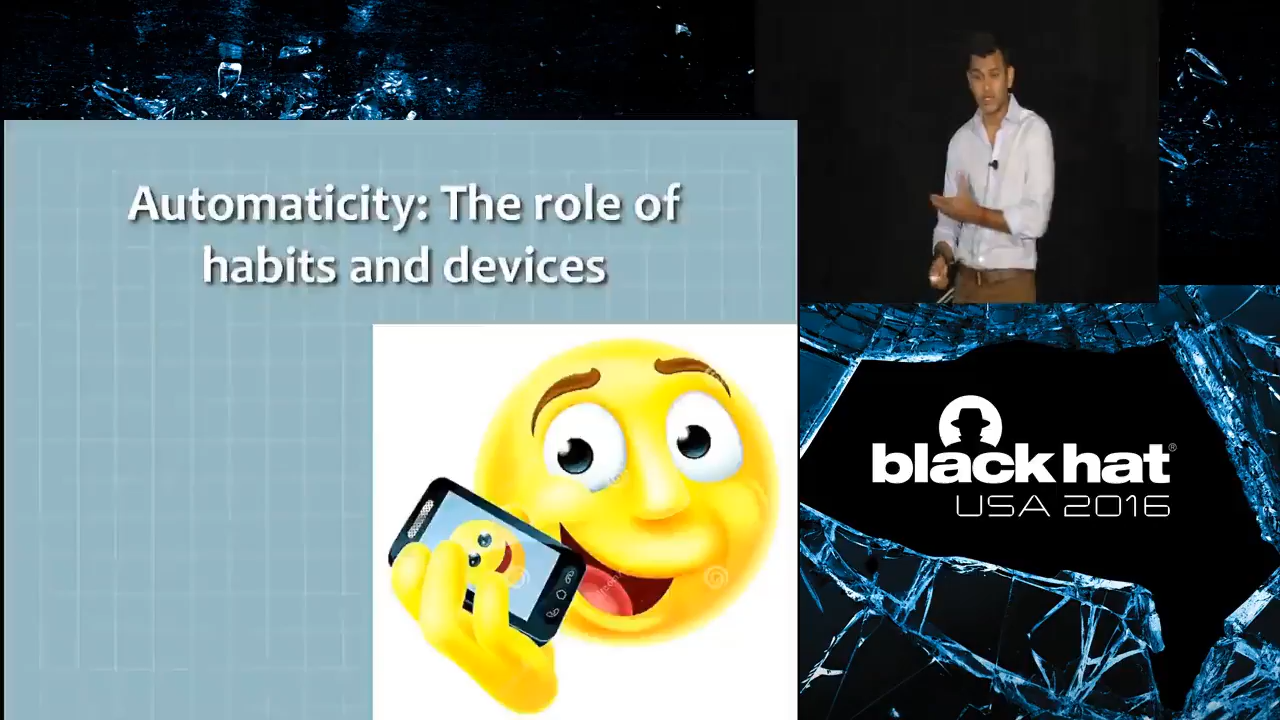 Automaticity: The role of
habits and devices
black hat®
USA 2016